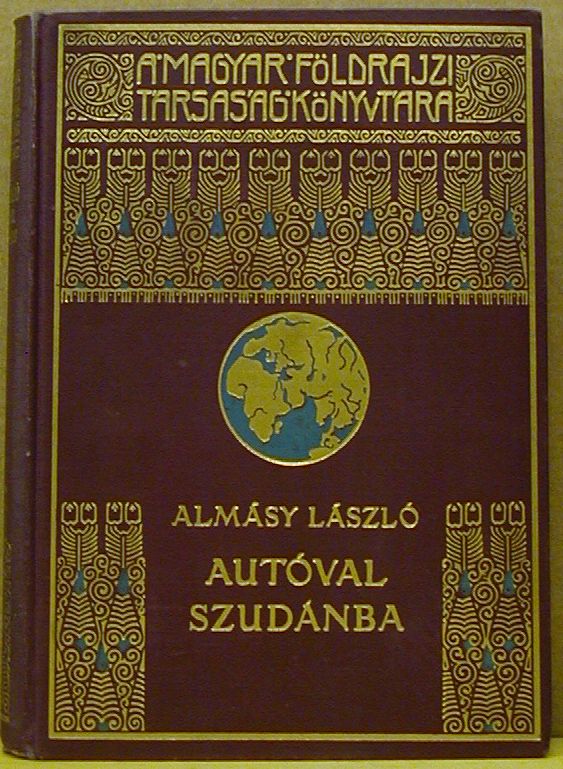 A·MAGYAR·FÖLDRAJZI
TÁRSASÁG·KÖNYVTÁRA
ALMÁSY LÁSZLÓ
AUTÓVAL
SZUDÁNBA